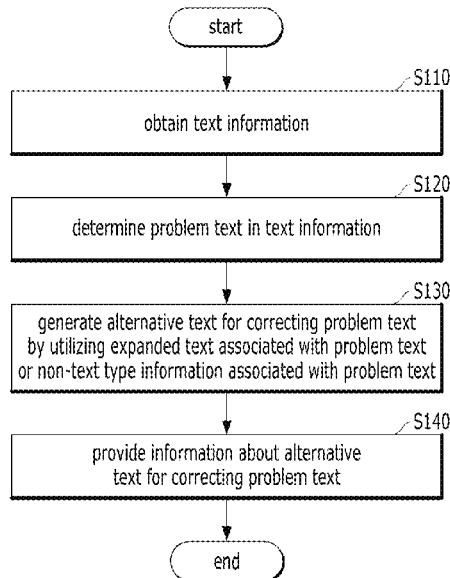 start
S110
obtain text information
S120
determine problem text in text information
S130
generate alternative text for correcting problem text
by utilizing expanded text associated with problem text
or non-text type information associated with problem text
S140
provide information about alternative
text for correcting problem text
end